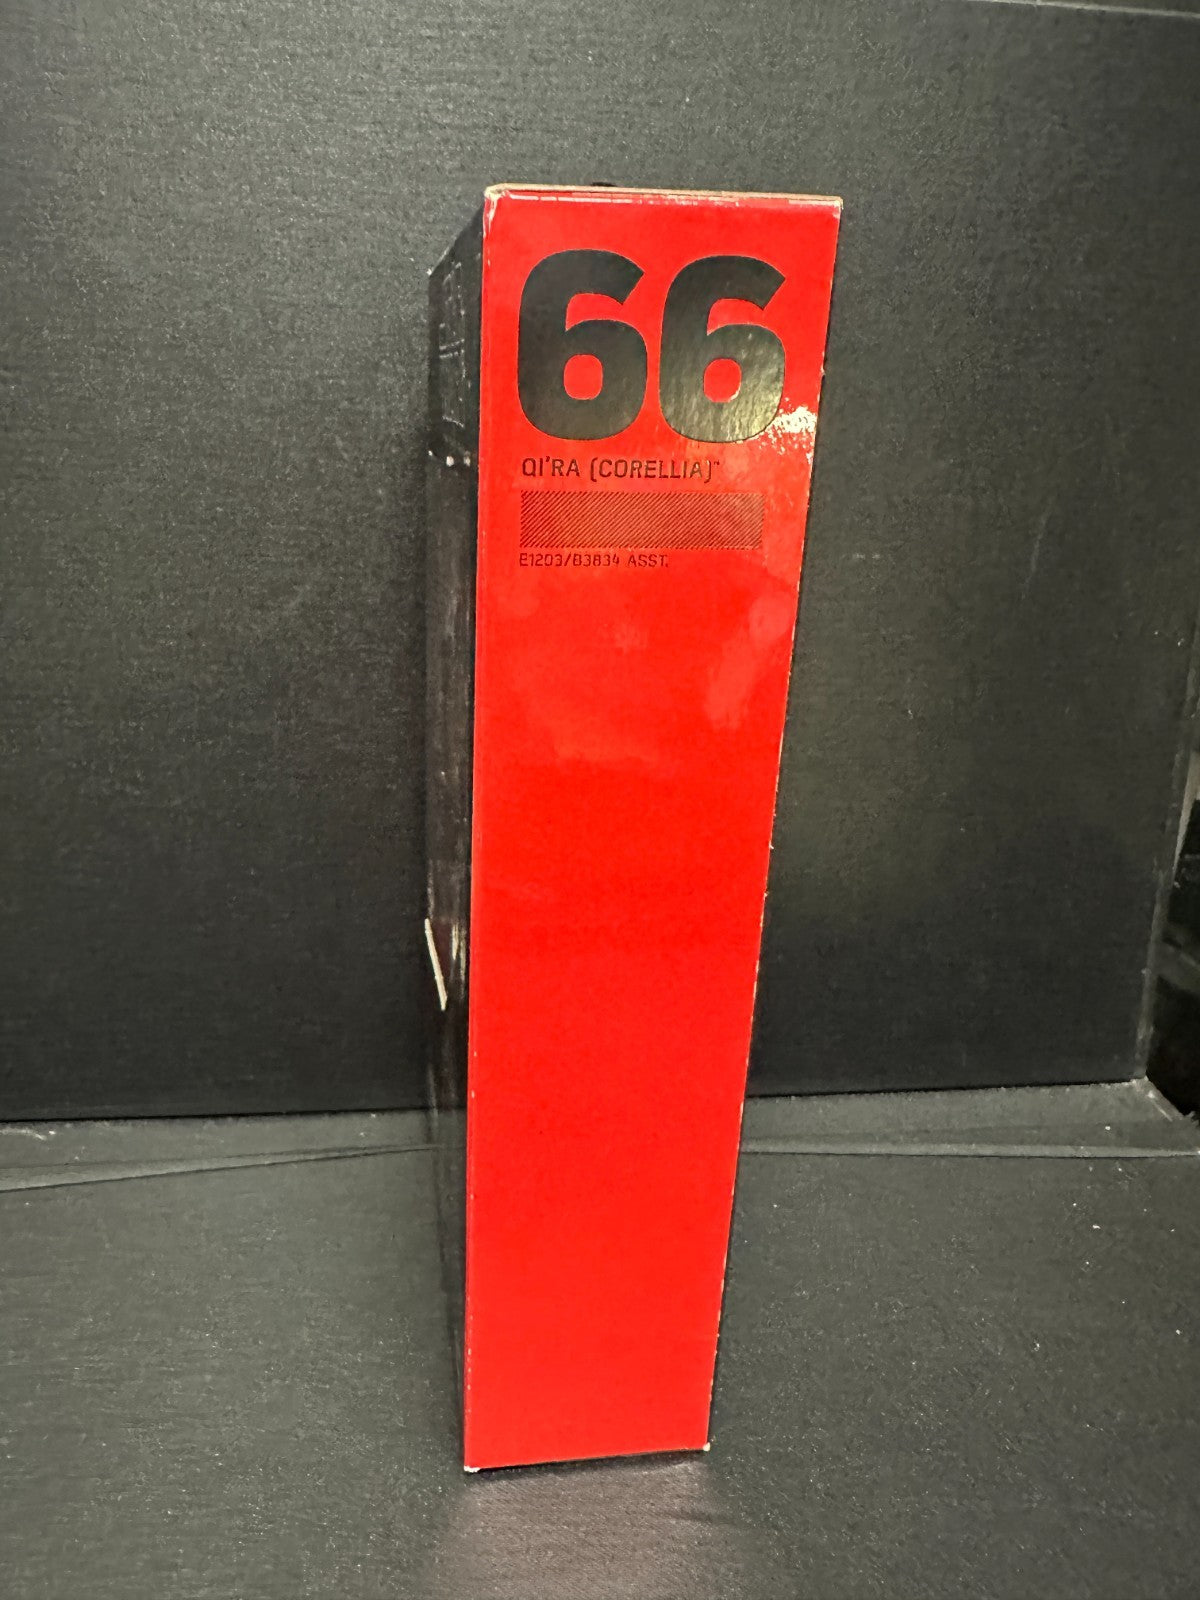 66
QI'RA (CORELLIA)™
E1203/B3834 ASST.